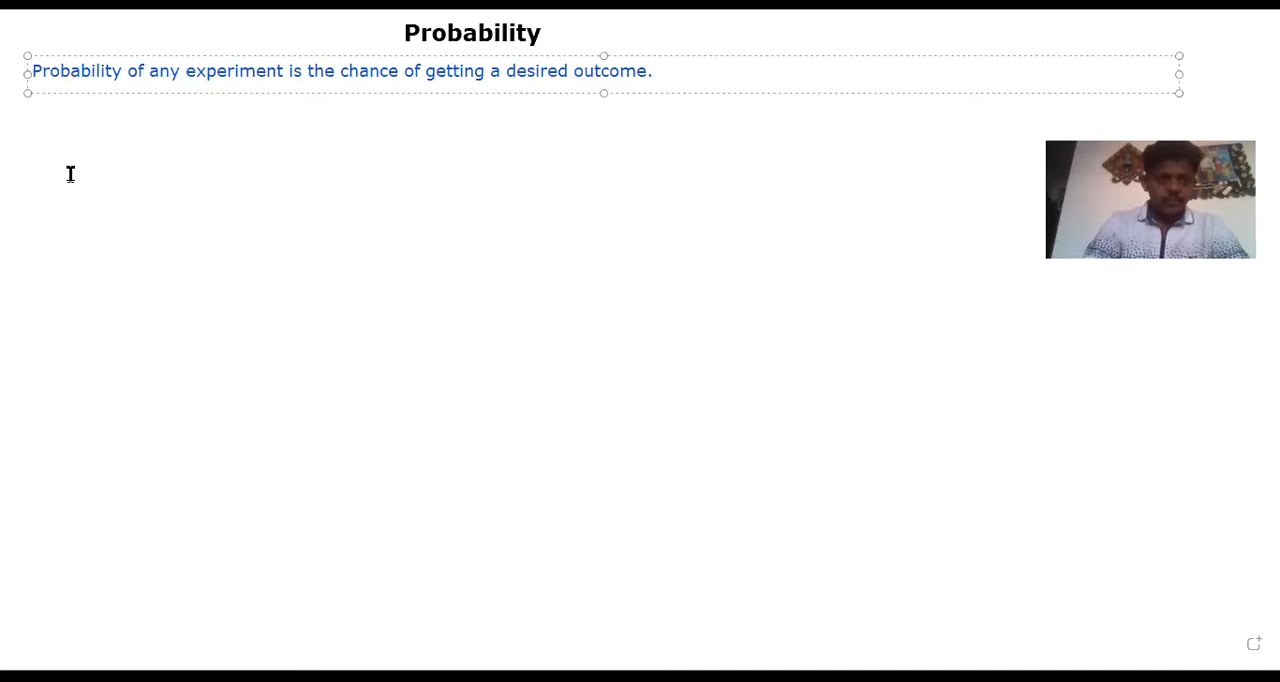 Probability
Probability of any experiment is the chance of getting a desired outcome.